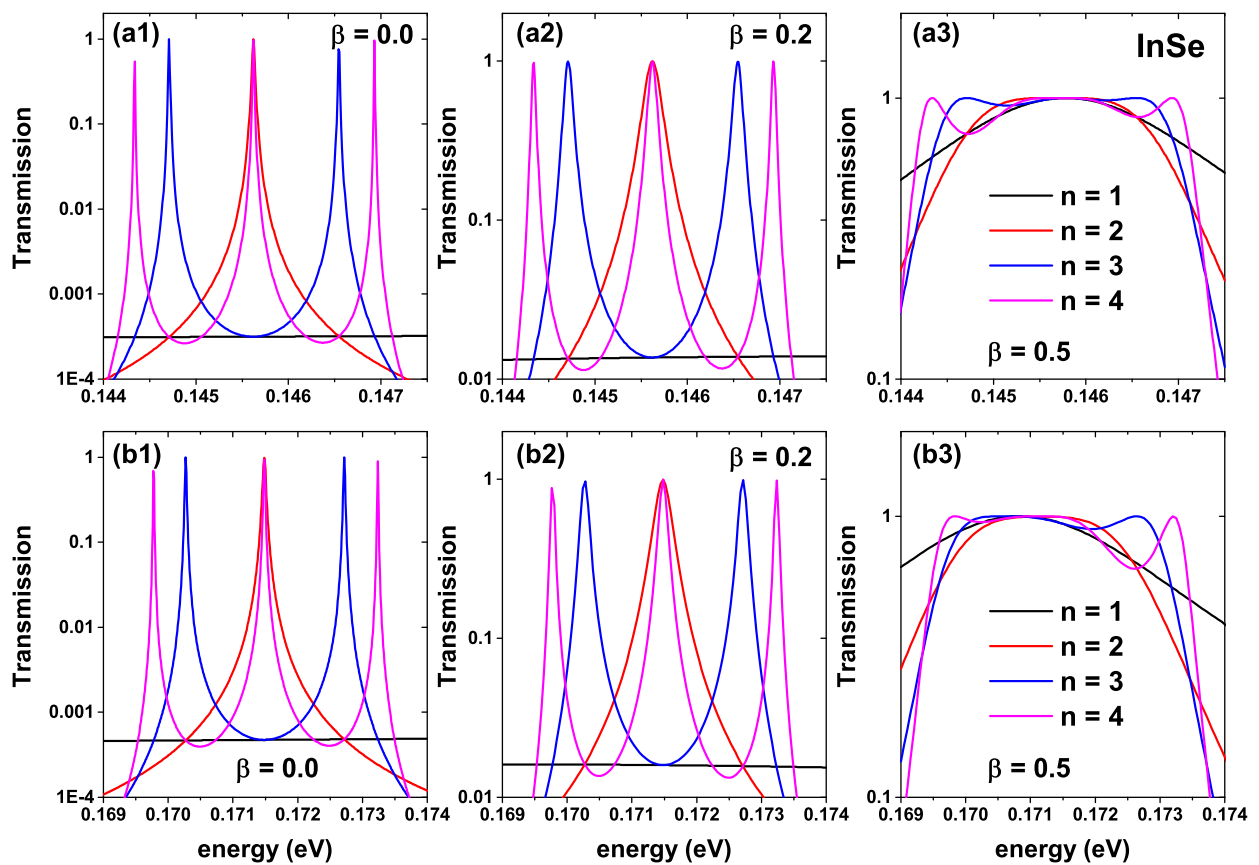 (a1) β = 0.0
1
0.1
0.01
0.001
1E-4
Transmission
0.144 0.145 0.146 0.147
(a2) β = 0.2
1
0.1
0.01
Transmission
0.144 0.145 0.146 0.147
(a3) InSe
1
0.1
Transmission
n = 1
n = 2
n = 3
n = 4
β = 0.5
0.144 0.145 0.146 0.147
(b1)
1
0.1
0.01
0.001
1E-4
Transmission
β = 0.0
0.169 0.170 0.171 0.172 0.173 0.174
energy (eV)
(b2) β = 0.2
1
0.1
0.01
Transmission
0.169 0.170 0.171 0.172 0.173 0.174
energy (eV)
(b3)
1
0.1
Transmission
n = 1
n = 2
n = 3
n = 4
β = 0.5
0.169 0.170 0.171 0.172 0.173 0.174
energy (eV)